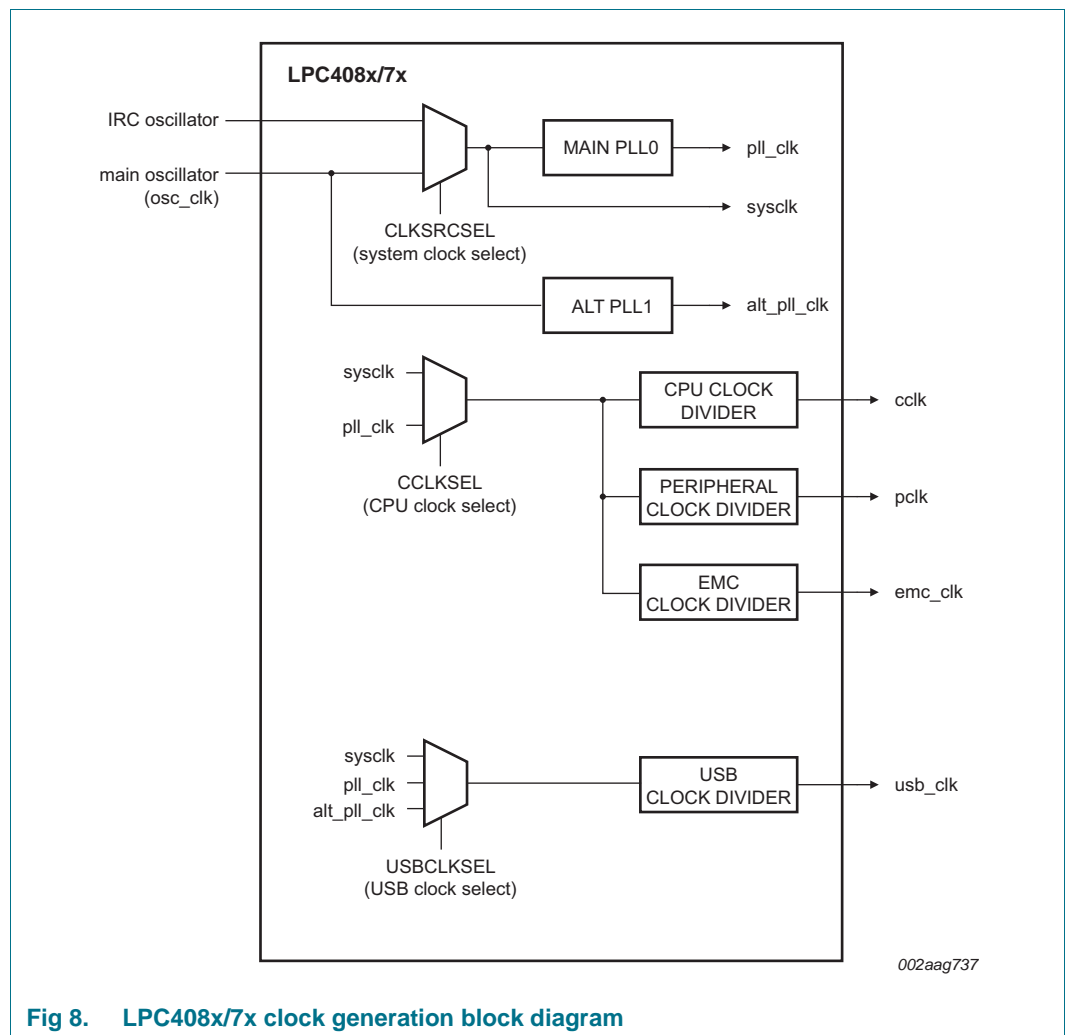 LPC408x/7x
IRC oscillator
MAIN PLL0
pll_clk
main oscillator
(osc_clk)
sysclk
CLKSRCSEL
(system clock select)
ALT PLL1
alt_pll_clk
sysclk
pll_clk
CPU CLOCK
DIVIDER
cclk
CCLKSEL
(CPU clock select)
PERIPHERAL
CLOCK DIVIDER
pclk
EMC
CLOCK DIVIDER
emc_clk
sysclk
pll_clk
alt_pll_clk
USB
CLOCK DIVIDER
usb_clk
USBCLKSEL
(USB clock select)
002aag737
Fig 8. LPC408x/7x clock generation block diagram